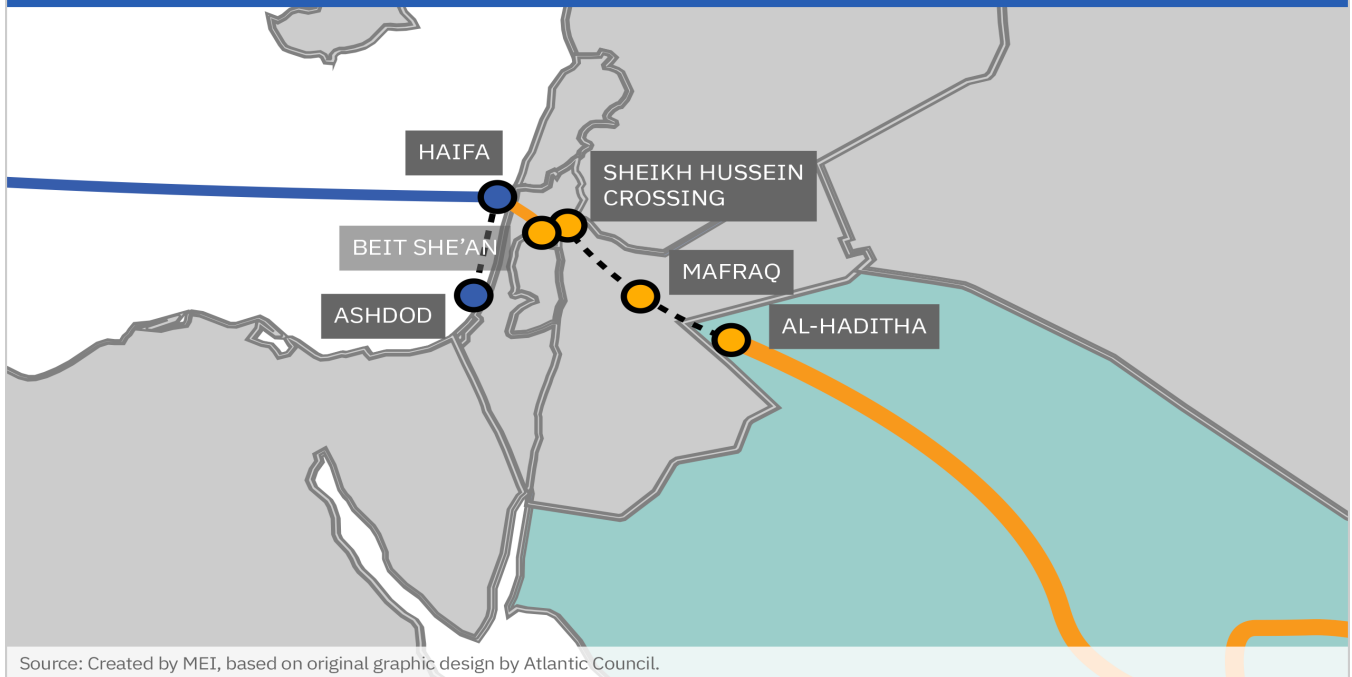 HAIFA
SHEIKH HUSSEIN
CROSSING
BEIT SHE’AN
MAFRAQ
ASHDOD
AL-HADITHA
Source: Created by MEI, based on original graphic design by Atlantic Council.